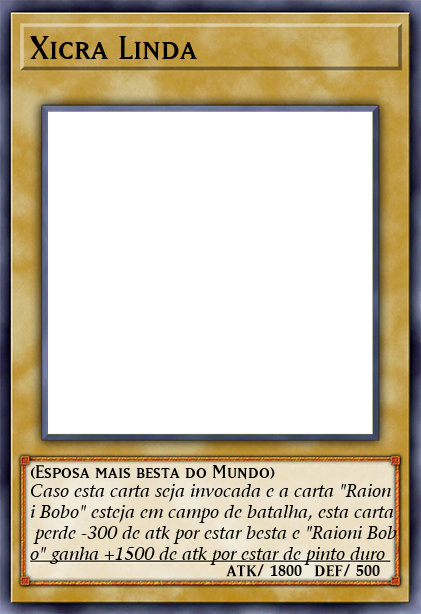 Xicra Linda
(Esposa mais besta do Mundo)
Caso esta carta seja invocada e a carta "Raion
i Bobo" esteja em campo de batalha, esta carta
perde -300 de atk por estar besta e "Raioni Bob
o" ganha +1500 de atk por estar de pinto duro
ATK/ 1800 DEF/ 500